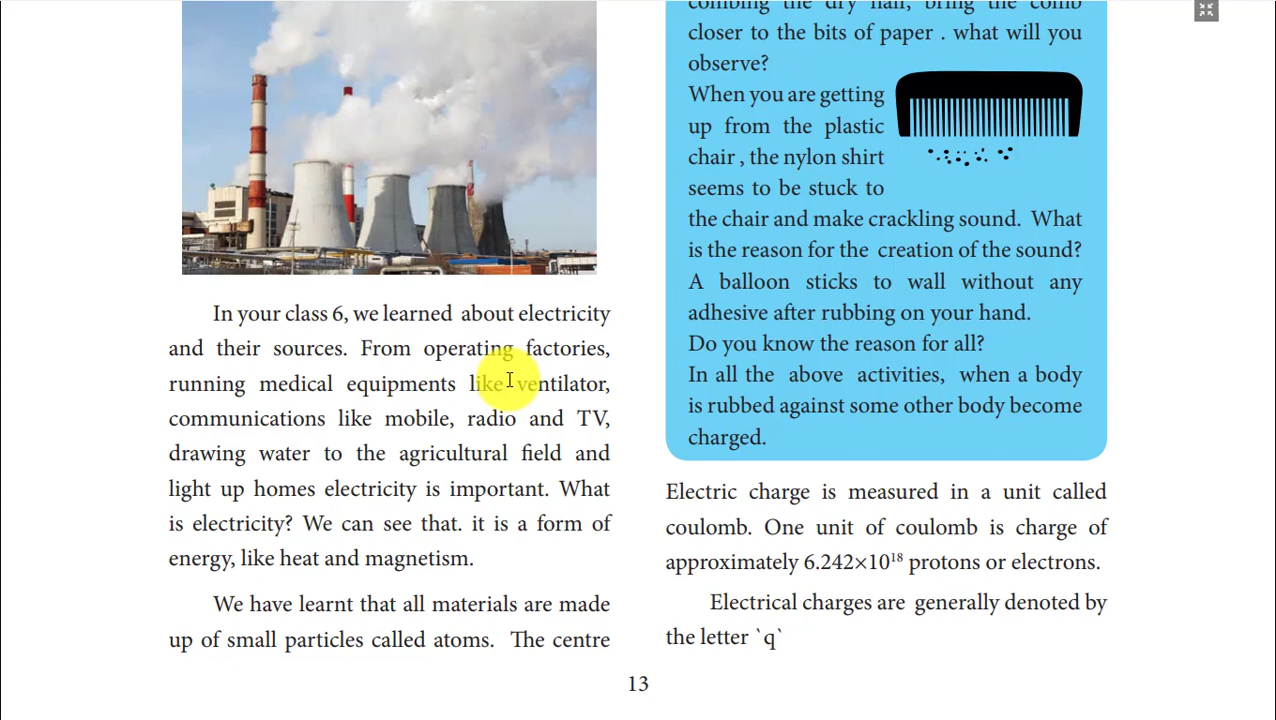 In your class 6, we learned about electricity
and their sources. From operating factories,
running medical equipments like ventilator,
communications like mobile, radio and TV,
drawing water to the agricultural field and
light up homes electricity is important. What
is electricity? We can see that. it is a form of
energy, like heat and magnetism.
We have learnt that all materials are made
up of small particles called atoms. The centre
combing the dry hair, bring the comb
closer to the bits of paper . what will you
observe?
When you are getting
up from the plastic
chair , the nylon shirt
seems to be stuck to
the chair and make crackling sound. What
is the reason for the creation of the sound?
A balloon sticks to wall without any
adhesive after rubbing on your hand.
Do you know the reason for all?
In all the above activities, when a body
is rubbed against some other body become
charged.
Electric charge is measured in a unit called
coulomb. One unit of coulomb is charge of
approximately 6.242×10¹⁸ protons or electrons.
Electrical charges are generally denoted by
the letter `q`
13